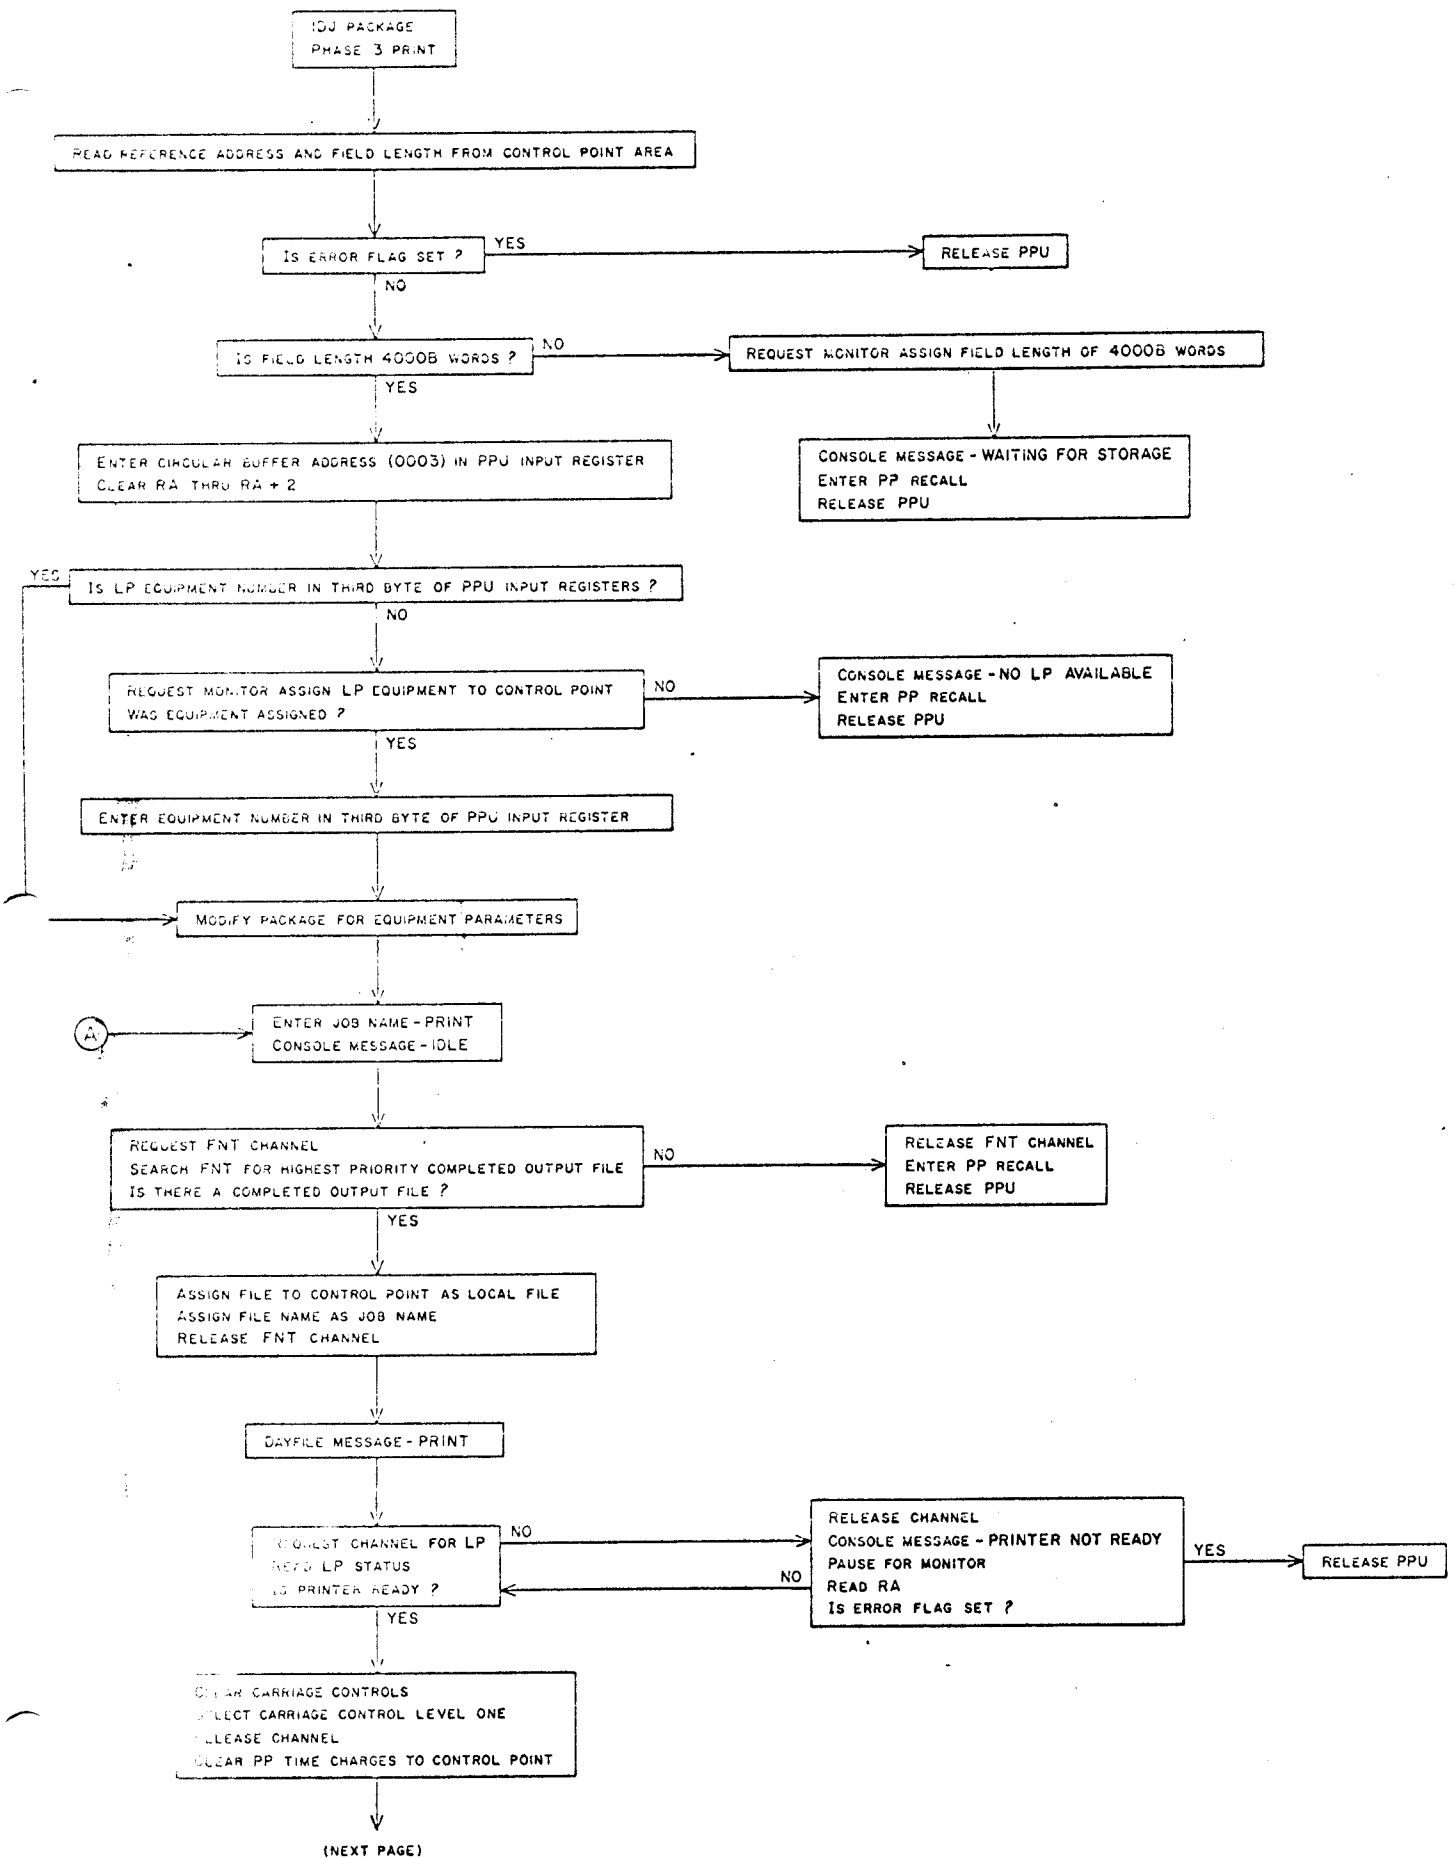 IDJ PACKAGE
PHASE 3 PRINT
READ REFERENCE ADDRESS AND FIELD LENGTH FROM CONTROL POINT AREA
IS ERROR FLAG SET ?
YES
RELEASE PPU
NO
IS FIELD LENGTH 4000B WORDS ?
NO
REQUEST MONITOR ASSIGN FIELD LENGTH OF 4000B WORDS
YES
CONSOLE MESSAGE - WAITING FOR STORAGE
ENTER PP RECALL
RELEASE PPU
ENTER CIRCULAR BUFFER ADDRESS (0003) IN PPU INPUT REGISTER
CLEAR RA THRU RA + 2
YES
IS LP EQUIPMENT NUMBER IN THIRD BYTE OF PPU INPUT REGISTERS ?
NO
REQUEST MONITOR ASSIGN LP EQUIPMENT TO CONTROL POINT
WAS EQUIPMENT ASSIGNED ?
NO
CONSOLE MESSAGE - NO LP AVAILABLE
ENTER PP RECALL
RELEASE PPU
YES
ENTER EQUIPMENT NUMBER IN THIRD BYTE OF PPU INPUT REGISTER
MODIFY PACKAGE FOR EQUIPMENT PARAMETERS
A
ENTER JOB NAME - PRINT
CONSOLE MESSAGE - IDLE
REQUEST FNT CHANNEL
SEARCH FNT FOR HIGHEST PRIORITY COMPLETED OUTPUT FILE
IS THERE A COMPLETED OUTPUT FILE ?
NO
RELEASE FNT CHANNEL
ENTER PP RECALL
RELEASE PPU
YES
ASSIGN FILE TO CONTROL POINT AS LOCAL FILE
ASSIGN FILE NAME AS JOB NAME
RELEASE FNT CHANNEL
DAYFILE MESSAGE - PRINT
REQUEST CHANNEL FOR LP
READ LP STATUS
IS PRINTER READY ?
NO
NO
RELEASE CHANNEL
CONSOLE MESSAGE - PRINTER NOT READY
PAUSE FOR MONITOR
READ RA
IS ERROR FLAG SET ?
YES
RELEASE PPU
YES
CLEAR CARRIAGE CONTROLS
SELECT CARRIAGE CONTROL LEVEL ONE
RELEASE CHANNEL
CLEAR PP TIME CHARGES TO CONTROL POINT
(NEXT PAGE)